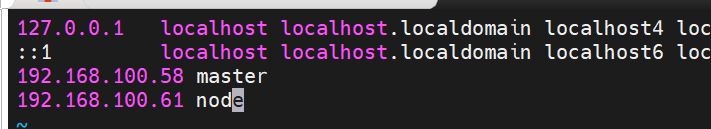 127.0.0.1   localhost localhost.localdomain localhost4 loc
::1         localhost localhost.localdomain localhost6 loc
192.168.100.58 master
192.168.100.61 node
~